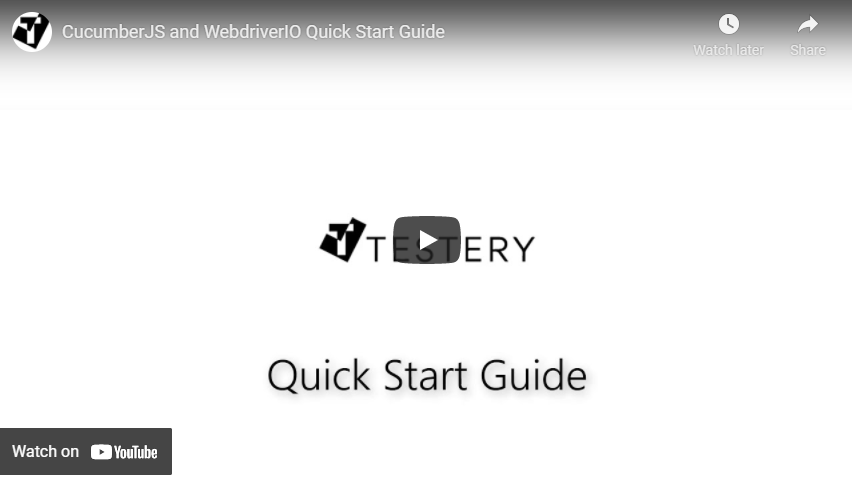 CucumberJS and WebdriverIO Quick Start Guide
Watch later
Share
TESTERY
Quick Start Guide
Watch on YouTube